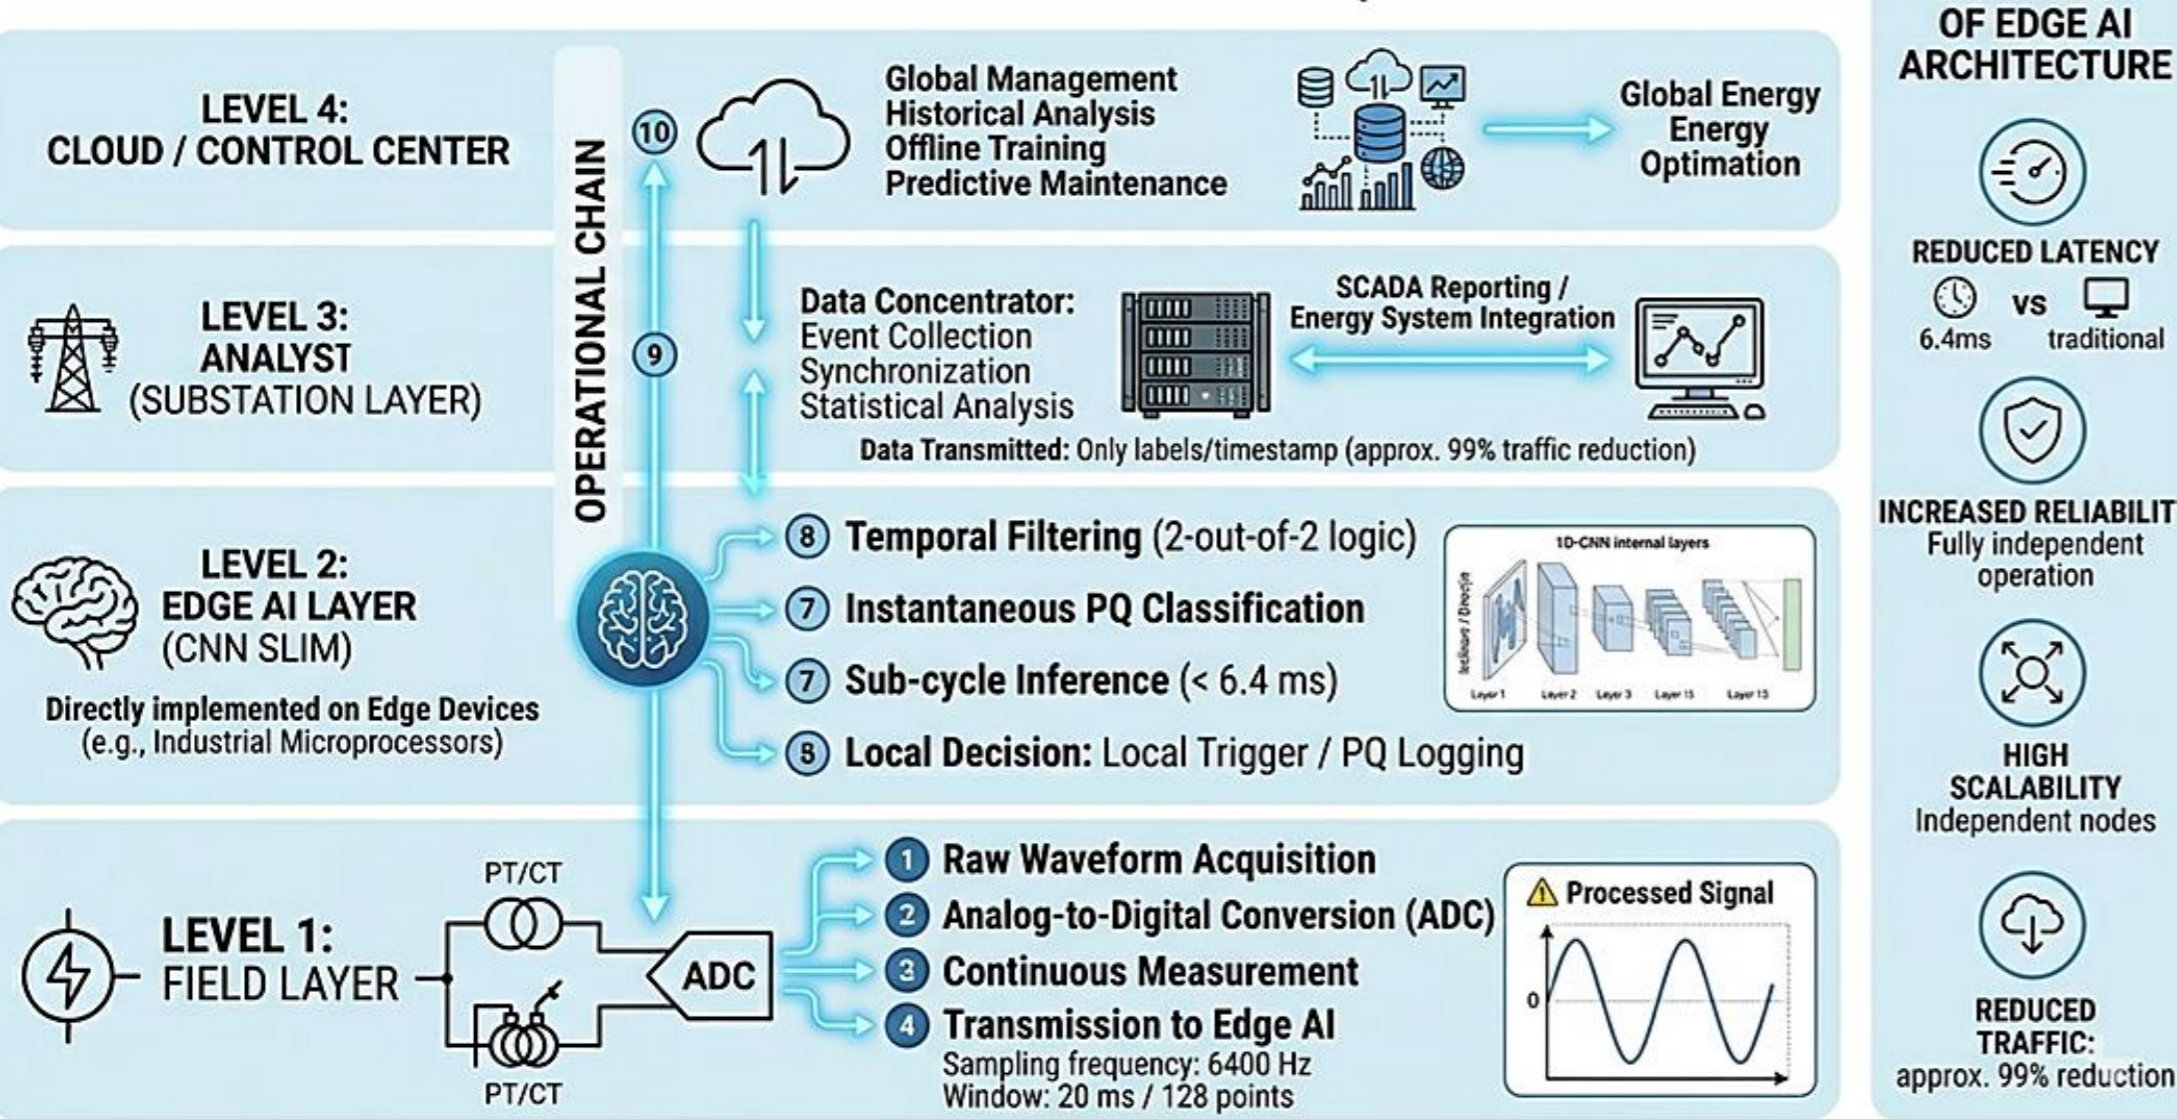 LEVEL 4:
CLOUD / CONTROL CENTER
OPERATIONAL CHAIN
10
Global Management
Historical Analysis
Offline Training
Predictive Maintenance
Global Energy
Energy
Optimation
LEVEL 3:
ANALYST
(SUBSTATION LAYER)
9
Data Concentrator:
Event Collection
Synchronization
Statistical Analysis
SCADA Reporting /
Energy System Integration
Data Transmitted: Only labels/timestamp (approx. 99% traffic reduction)
LEVEL 2:
EDGE AI LAYER
(CNN SLIM)
Directly implemented on Edge Devices
(e.g., Industrial Microprocessors)
8 Temporal Filtering (2-out-of-2 logic)
7 Instantaneous PQ Classification
7 Sub-cycle Inference (< 6.4 ms)
8 Local Decision: Local Trigger / PQ Logging
1D-CNN internal layers
Layer 1
Layer 2
Layer 3
Layer 15
Layer 15
LEVEL 1:
FIELD LAYER
PT/CT
PT/CT
ADC
1 Raw Waveform Acquisition
2 Analog-to-Digital Conversion (ADC)
3 Continuous Measurement
4 Transmission to Edge AI
Sampling frequency: 6400 Hz
Window: 20 ms / 128 points
Processed Signal
0
OF EDGE AI
ARCHITECTURE
REDUCED LATENCY
vs
6.4ms
traditional
INCREASED RELIABILIT
Fully independent
operation
HIGH
SCALABILITY
Independent nodes
REDUCED
TRAFFIC:
approx. 99% reduction